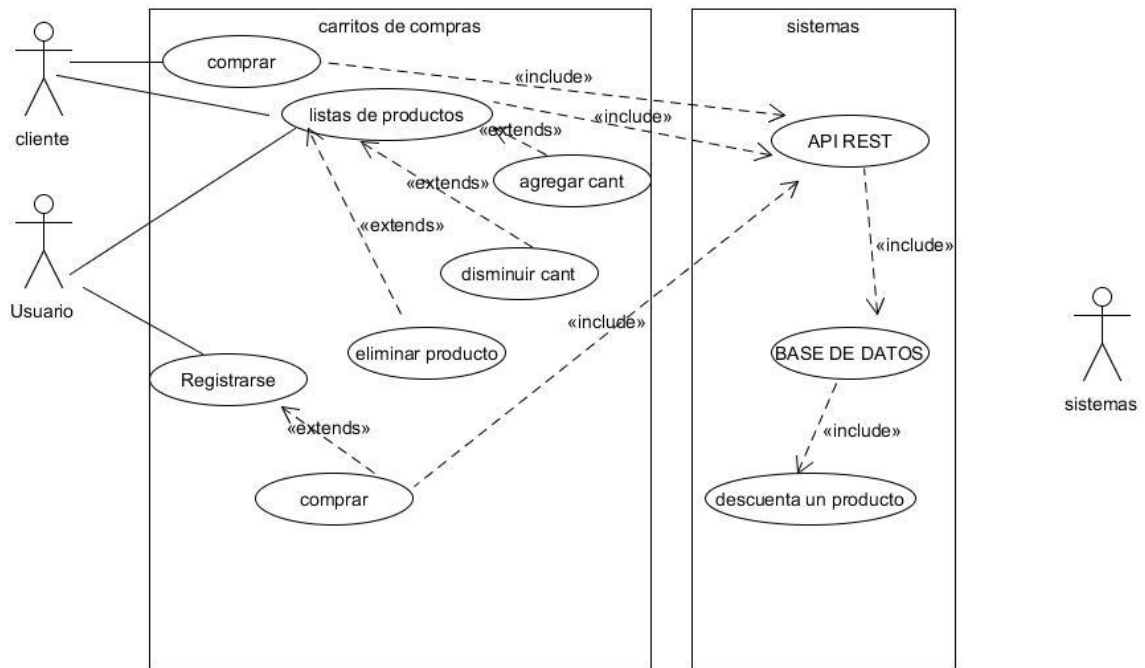 carritos de compras
sistemas
comprar
«include»
cliente
listas de productos
«include»
«extends»
API REST
agregar cant
«extends»
«extends»
«include»
disminuir cant
Usuario
«include»
eliminar producto
BASE DE DATOS
Registrarse
sistemas
«extends»
«include»
comprar
descuenta un producto